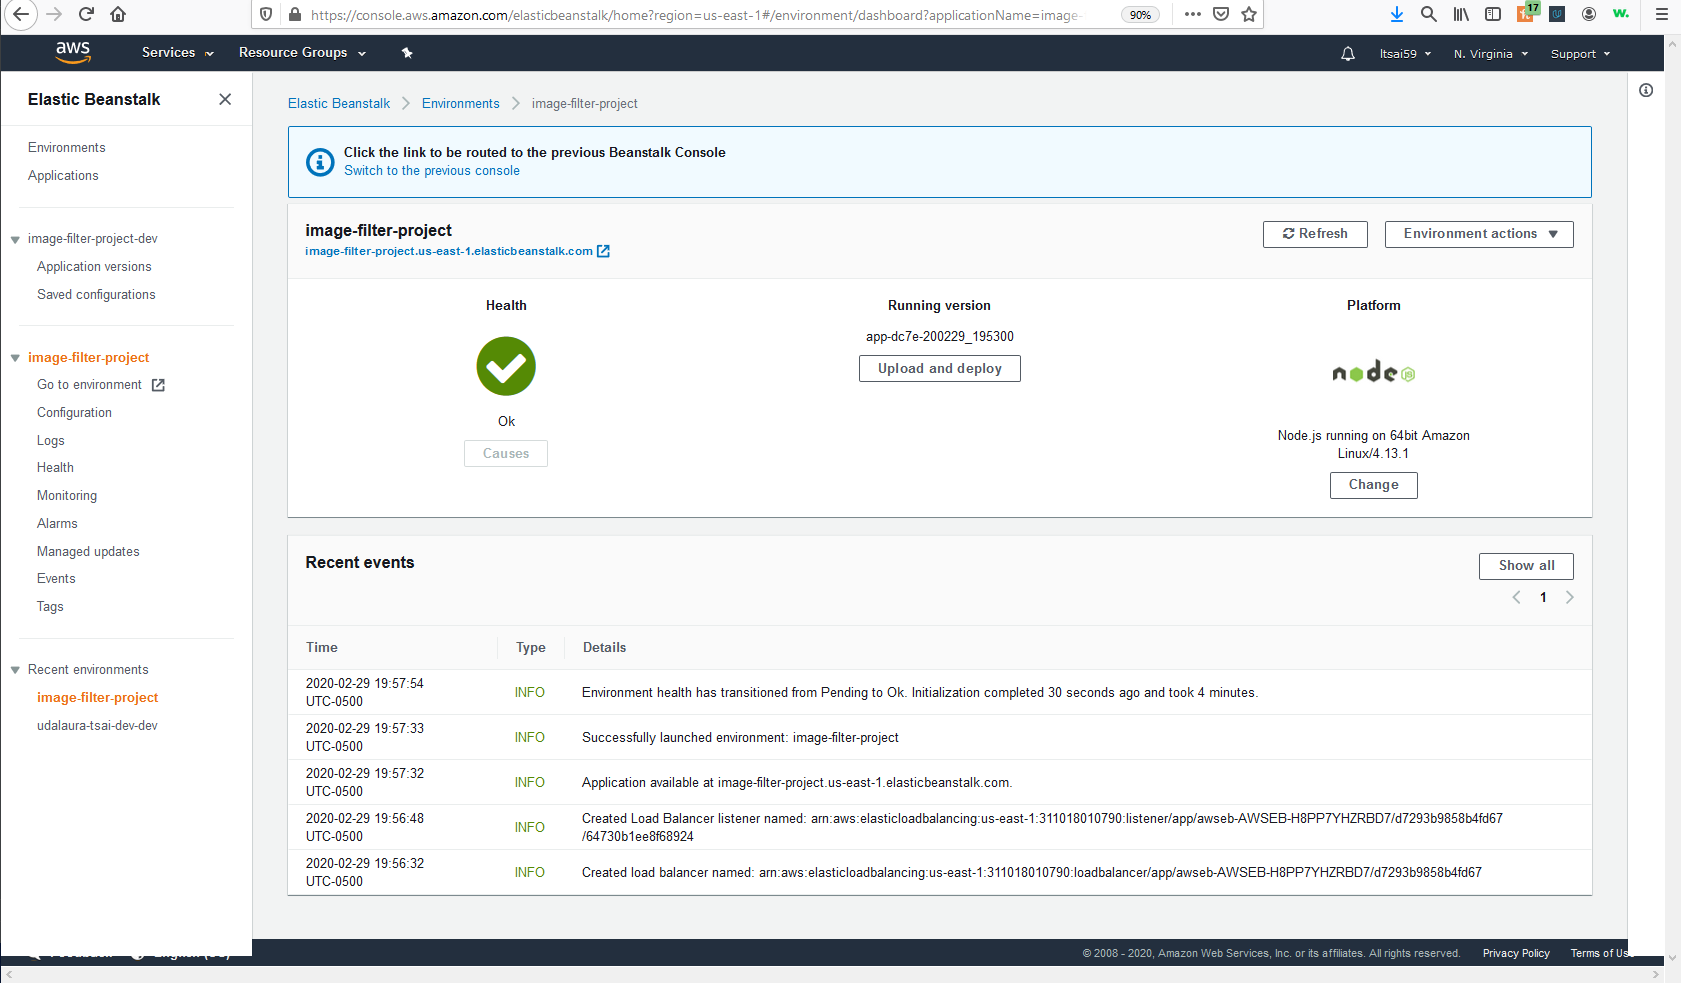 https://console.aws.amazon.com/elasticbeanstalk/home?region=us-east-1#/environment/dashboard?applicationName=image-
90%
17
w.
aws
Services
Resource Groups
ltsai59
N. Virginia
Support
Elastic Beanstalk
Environments
Applications
image-filter-project-dev
Application versions
Saved configurations
image-filter-project
Go to environment
Configuration
Logs
Health
Monitoring
Alarms
Managed updates
Events
Tags
Recent environments
image-filter-project
udalaura-tsai-dev-dev
Elastic Beanstalk > Environments > image-filter-project
Click the link to be routed to the previous Beanstalk Console
Switch to the previous console
image-filter-project
image-filter-project.us-east-1.elasticbeanstalk.com
Refresh
Environment actions
Health
Ok
Causes
Running version
app-dc7e-200229_195300
Upload and deploy
Platform
node
JS
Node.js running on 64bit Amazon
Linux/4.13.1
Change
Recent events
Show all
1
Time Type Details
2020-02-29 19:57:54
UTC-0500
INFO
Environment health has transitioned from Pending to Ok. Initialization completed 30 seconds ago and took 4 minutes.
2020-02-29 19:57:33
UTC-0500
INFO
Successfully launched environment: image-filter-project
2020-02-29 19:57:32
UTC-0500
INFO
Application available at image-filter-project.us-east-1.elasticbeanstalk.com.
2020-02-29 19:56:48
UTC-0500
INFO
Created Load Balancer listener named: arn:aws:elasticloadbalancing:us-east-1:311018010790:listener/app/awseb-AWSEB-H8PP7YHZRBD7/d7293b9858b4fd67
/64730b1ee8f68924
2020-02-29 19:56:32
UTC-0500
INFO
Created load balancer named: arn:aws:elasticloadbalancing:us-east-1:311018010790:loadbalancer/app/awseb-AWSEB-H8PP7YHZRBD7/d7293b9858b4fd67
© 2008 - 2020, Amazon Web Services, Inc. or its affiliates. All rights reserved.
Privacy Policy
Terms of Us